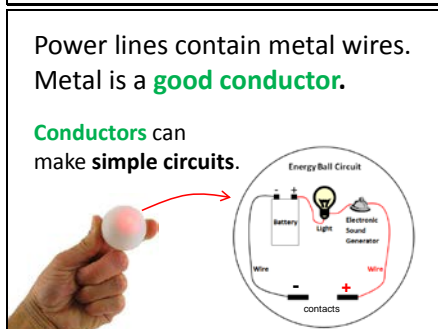 Power lines contain metal wires.
Metal is a good conductor.
Conductors can
make simple circuits.
Energy Ball Circuit
- +
Battery
Light
Electronic
Sound
Generator
Wire
Wire
- +
contacts